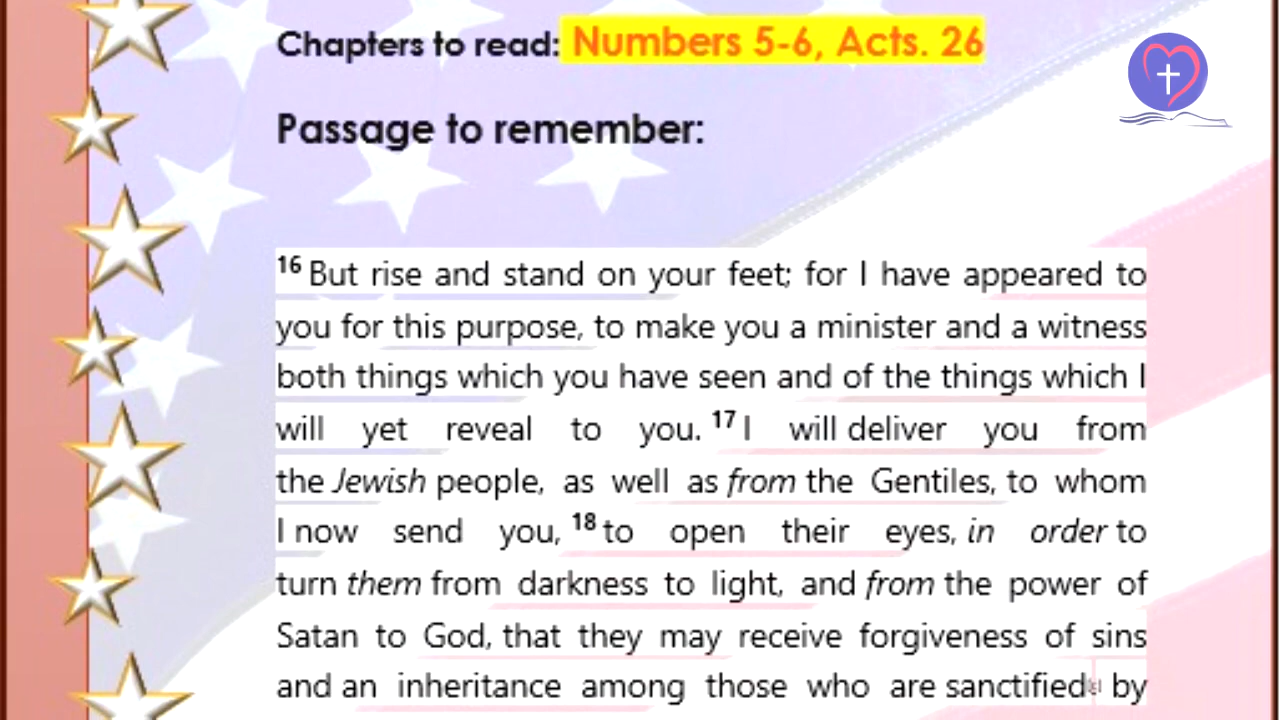 Chapters to read: Numbers 5-6, Acts. 26
Passage to remember:
16 But rise and stand on your feet; for I have appeared to
you for this purpose, to make you a minister and a witness
both things which you have seen and of the things which I
will yet reveal to you. 17 I will deliver you from
the Jewish people, as well as from the Gentiles, to whom
I now send you, 18 to open their eyes, in order to
turn them from darkness to light, and from the power of
Satan to God, that they may receive forgiveness of sins
and an inheritance among those who are sanctified by